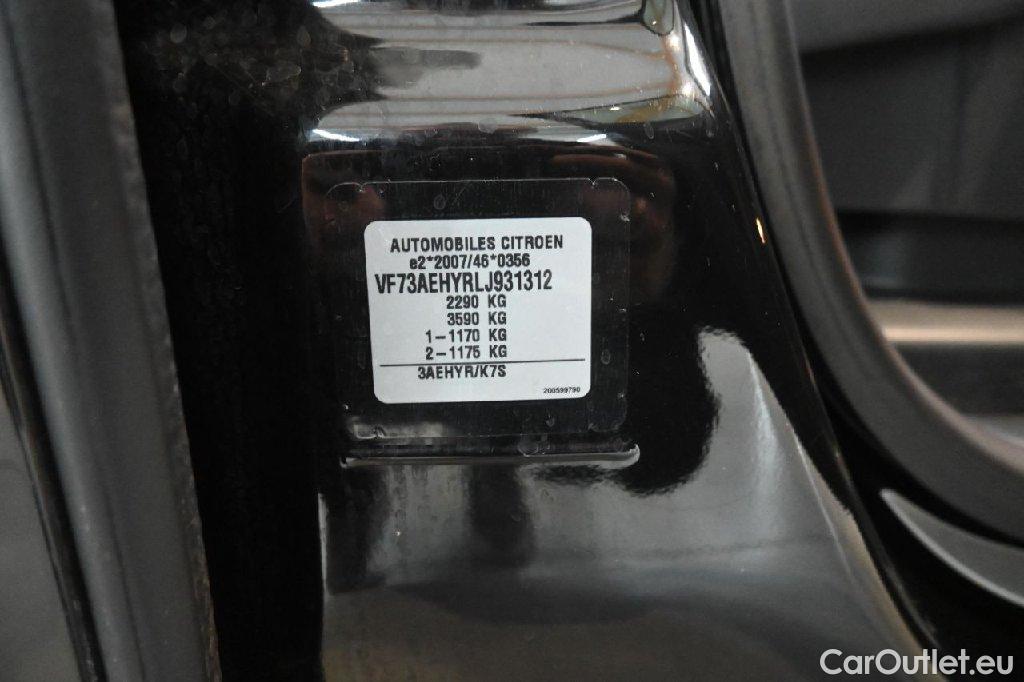 AUTOMOBILES CITROEN
e2*2007/46*0356
VF73AEHYRLJ931312
2290 KG
3590 KG
1-1170 KG
2-1175 KG
3AEHYR/K7S
200599790
CarOutlet.eu